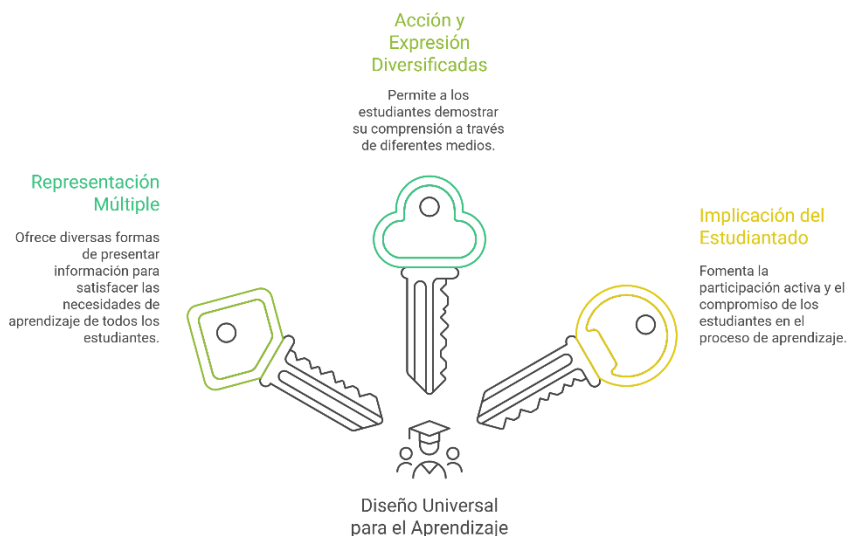 Acción y
Expresión
Diversificadas
Permite a los
estudiantes demostrar
su comprensión a través
de diferentes medios.
Representación
Múltiple
Ofrece diversas formas
de presentar
información para
satisfacer las
necesidades de
aprendizaje de todos los
estudiantes.
Implicación del
Estudiantado
Fomenta la
participación activa y el
compromiso de los
estudiantes en el
proceso de aprendizaje.
Diseño Universal
para el Aprendizaje